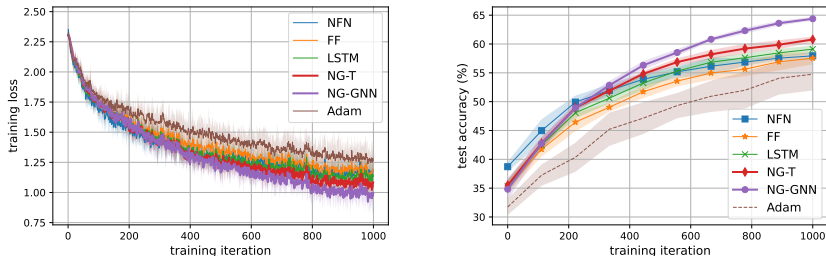 2.50
2.25
2.00
1.75
1.50
1.25
1.00
0.75
training loss
0
200
400
600
800
1000
training iteration
NFN
FF
LSTM
NG-T
NG-GNN
Adam
65
60
55
50
45
40
35
30
test accuracy (%)
0
200
400
600
800
1000
training iteration
NFN
FF
LSTM
NG-T
NG-GNN
Adam